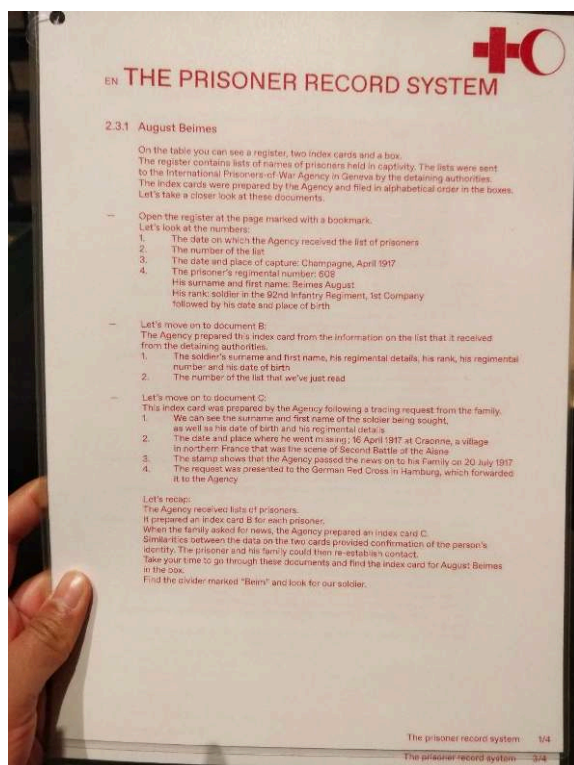 EN THE PRISONER RECORD SYSTEM
2.3.1 August Beimes
On the table you can see a register, two index cards and a box.
The register contains lists of names of prisoners held in captivity. The lists were sent
to the International Prisoners-of-War Agency in Geneva by the detaining authorities.
The index cards were prepared by the Agency and filed in alphabetical order in the boxes.
Let's take a closer look at these documents.
— Open the register at the page marked with a bookmark.
Let's look at the numbers:
1. The date on which the Agency received the list of prisoners
2. The number of the list
3. The date and place of capture: Champagne, April 1917
4. The prisoner's regimental number: 608
His surname and first name: Beimes August
His rank: soldier in the 92nd Infantry Regiment, 1st Company
followed by his date and place of birth
— Let's move on to document B:
The Agency prepared this index card from the information on the list that it received
from the detaining authorities.
1. The soldier's surname and first name, his regimental details, his rank, his regimental
number and his date of birth
2. The number of the list that we've just read
— Let's move on to document C:
This index card was prepared by the Agency following a tracing request from the family.
1. We can see the surname and first name of the soldier being sought,
as well as his date of birth and his regimental details
2. The date and place where he went missing; 16 April 1917 at Craonne, a village
in northern France that was the scene of Second Battle of the Aisne
3. The stamp shows that the Agency passed the news on to his Family on 20 July 1917
4. The request was presented to the German Red Cross in Hamburg, which forwarded
it to the Agency
Let's recap:
The Agency received lists of prisoners.
It prepared an index card B for each prisoner.
When the family asked for news, the Agency prepared an index card C.
Similarities between the data on the two cards provided confirmation of the person's
identity. The prisoner and his family could then re-establish contact.
Take your time to go through these documents and find the index card for August Beimes
in the box.
Find the divider marked "Beim" and look for our soldier.
The prisoner record system 1/4
The prisoner record system 3/4